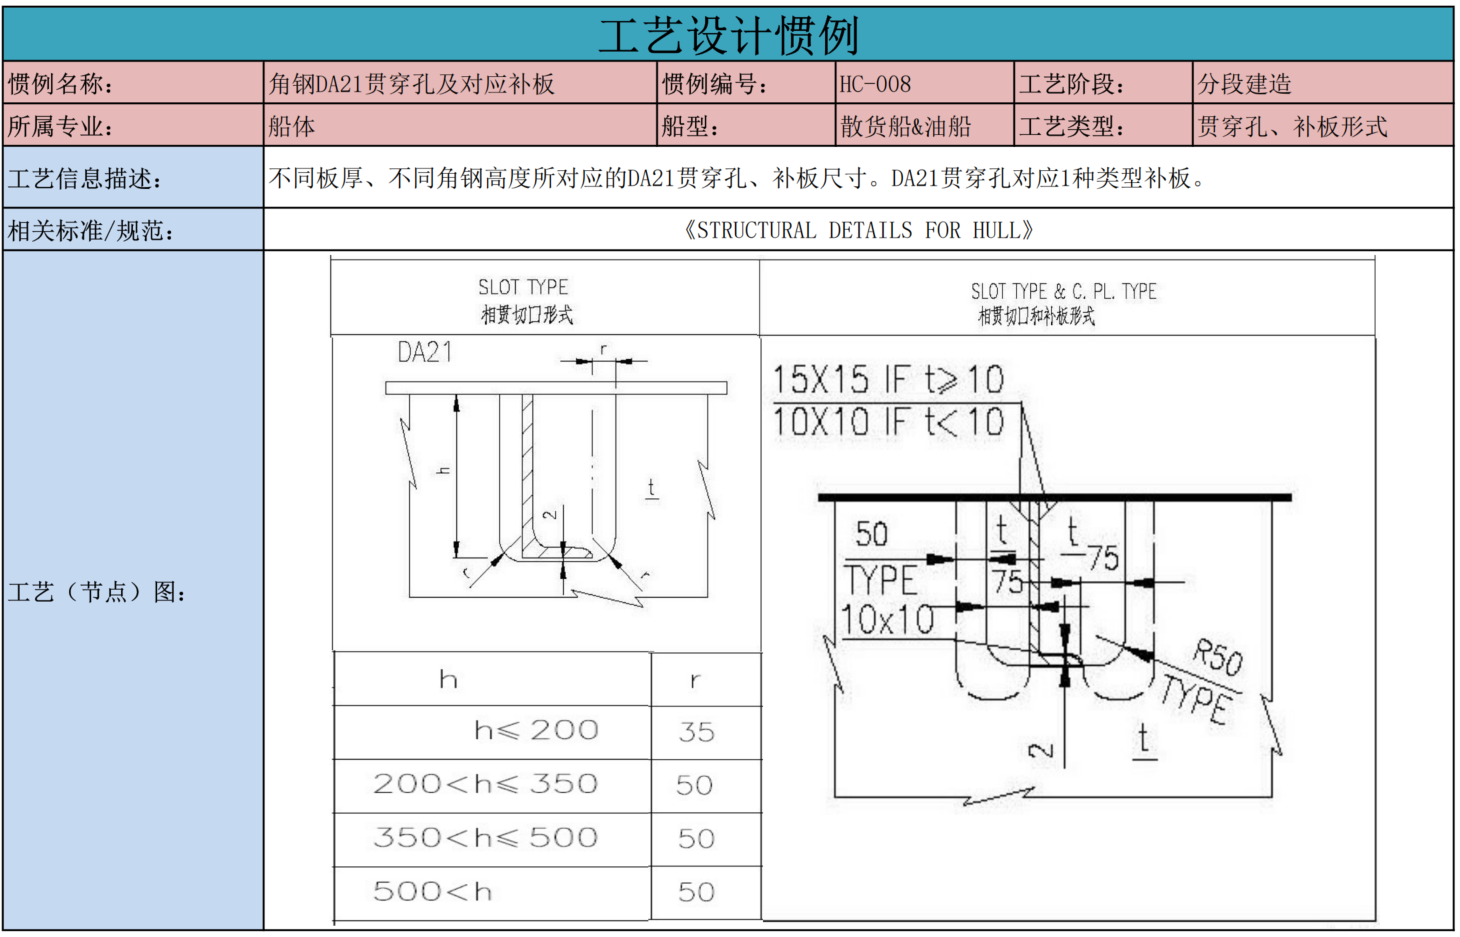 工艺设计惯例
惯例名称： 角钢DA21贯穿孔及对应补板 惯例编号： HC-008 工艺阶段： 分段建造
所属专业： 船体 船型： 散货船&油船 工艺类型： 贯穿孔、补板形式
工艺信息描述： 不同板厚、不同角钢高度所对应的DA21贯穿孔、补板尺寸。DA21贯穿孔对应1种类型补板。
相关标准/规范： 《STRUCTURAL DETAILS FOR HULL》
工艺（节点）图：
SLOT TYPE
相贯切口形式
DA21
r
h
2
t
r
r
h r
h≤200 35
200<h≤350 50
350<h≤500 50
500<h 50
SLOT TYPE & C. PL. TYPE
相贯切口和补板形式
15X15 IF t≥10
10X10 IF t<10
50
TYPE
t
t
75
75
10x10
R50
TYPE
2
t